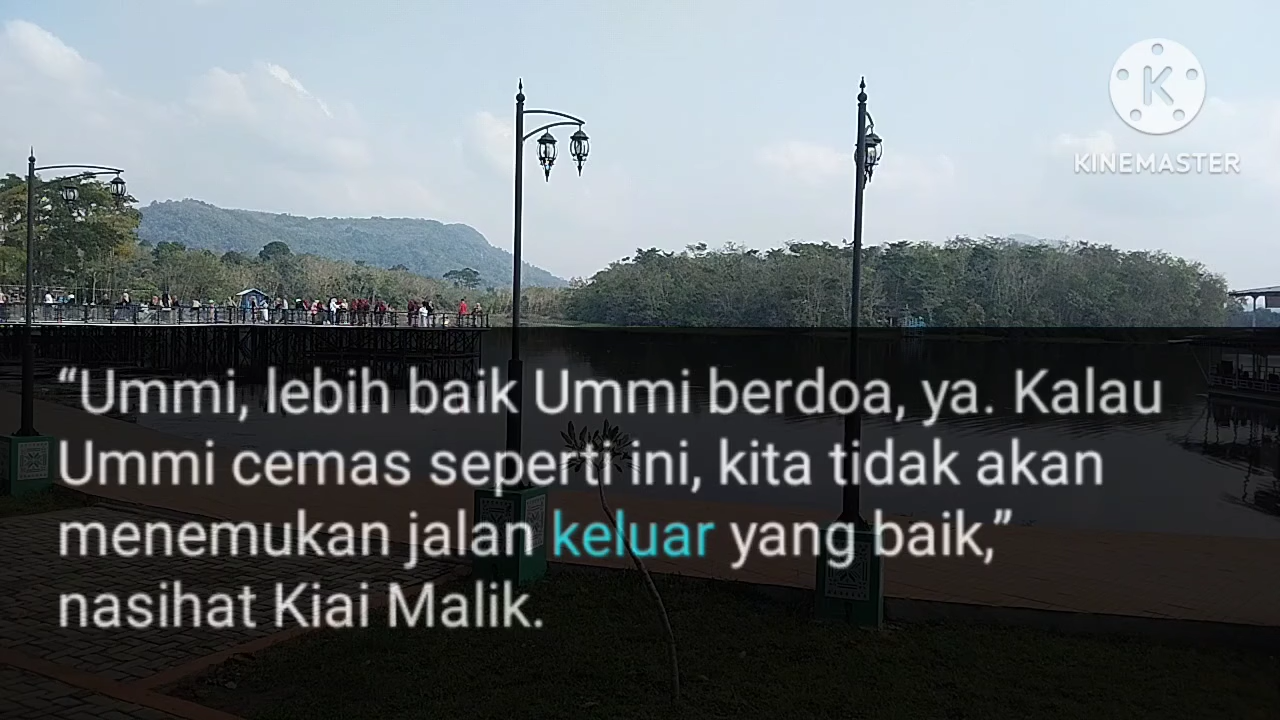 KINEMASTER
“Ummi, lebih baik Ummi berdoa, ya. Kalau
Ummi cemas seperti ini, kita tidak akan
menemukan jalan keluar yang baik,”
nasihat Kiai Malik.